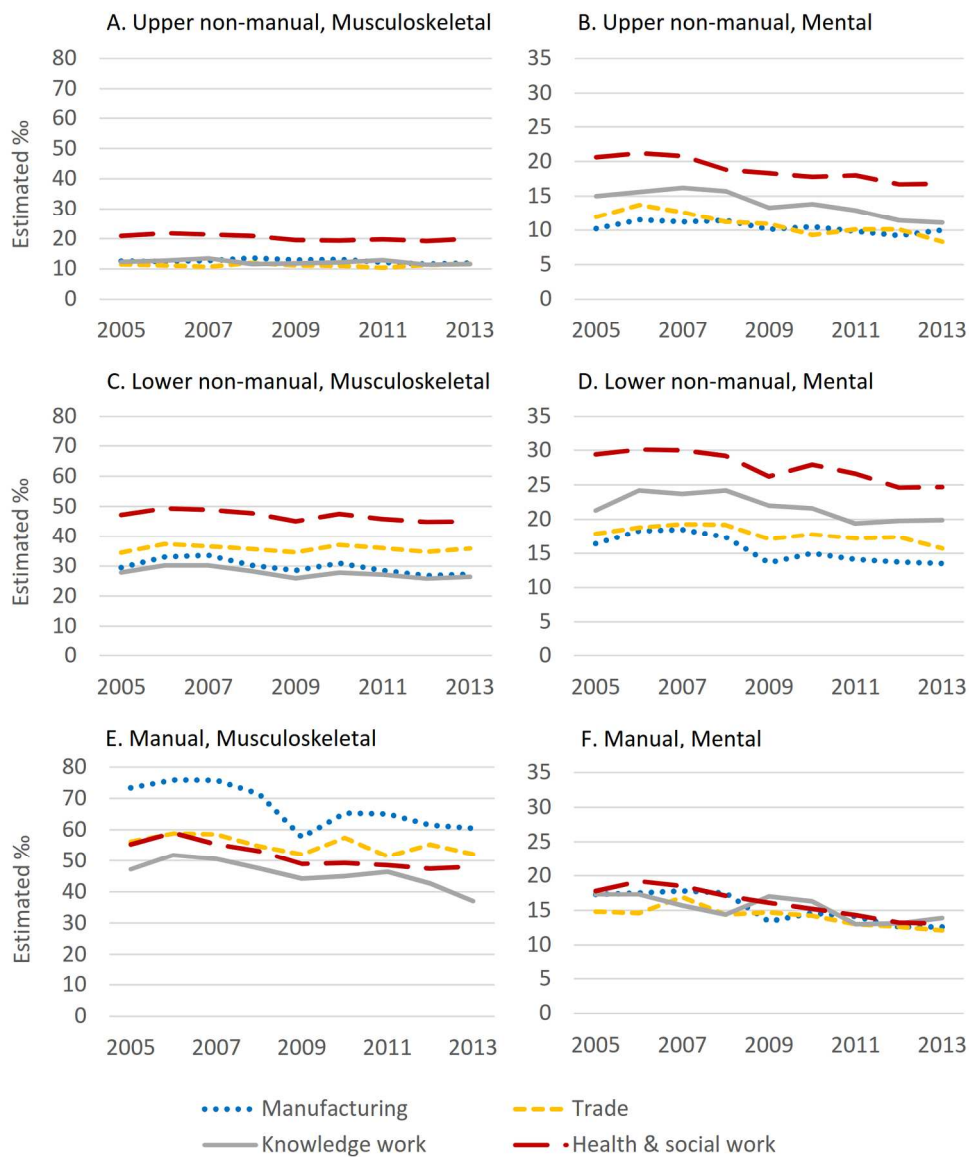 A. Upper non-manual, Musculoskeletal
Estimated ‰
80
70
60
50
40
30
20
10
0
2005 2007 2009 2011 2013
B. Upper non-manual, Mental
35
30
25
20
15
10
5
0
2005 2007 2009 2011 2013
C. Lower non-manual, Musculoskeletal
Estimated ‰
80
70
60
50
40
30
20
10
0
2005 2007 2009 2011 2013
D. Lower non-manual, Mental
35
30
25
20
15
10
5
0
2005 2007 2009 2011 2013
E. Manual, Musculoskeletal
Estimated ‰
80
70
60
50
40
30
20
10
0
2005 2007 2009 2011 2013
F. Manual, Mental
35
30
25
20
15
10
5
0
2005 2007 2009 2011 2013
Manufacturing
Trade
Knowledge work
Health & social work